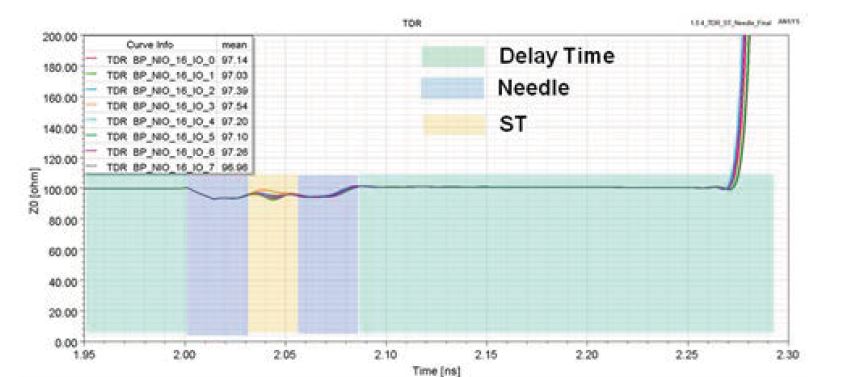 TDR
1.0.4_TDR_ST_Needle_Final ANSYS
Curve Info mean
TDR BP_NIO_16_IO_0 97.14
TDR BP_NIO_16_IO_1 97.03
TDR BP_NIO_16_IO_2 97.39
TDR BP_NIO_16_IO_3 97.54
TDR BP_NIO_16_IO_4 97.20
TDR BP_NIO_16_IO_5 97.10
TDR BP_NIO_16_IO_6 97.26
TDR BP_NIO_16_IO_7 96.96
Delay Time
Needle
ST
Z0 [ohm]
200.00
180.00
160.00
140.00
120.00
100.00
80.00
60.00
40.00
20.00
0.00
1.95 2.00 2.05 2.10 2.15 2.20 2.25 2.30
Time [ns]